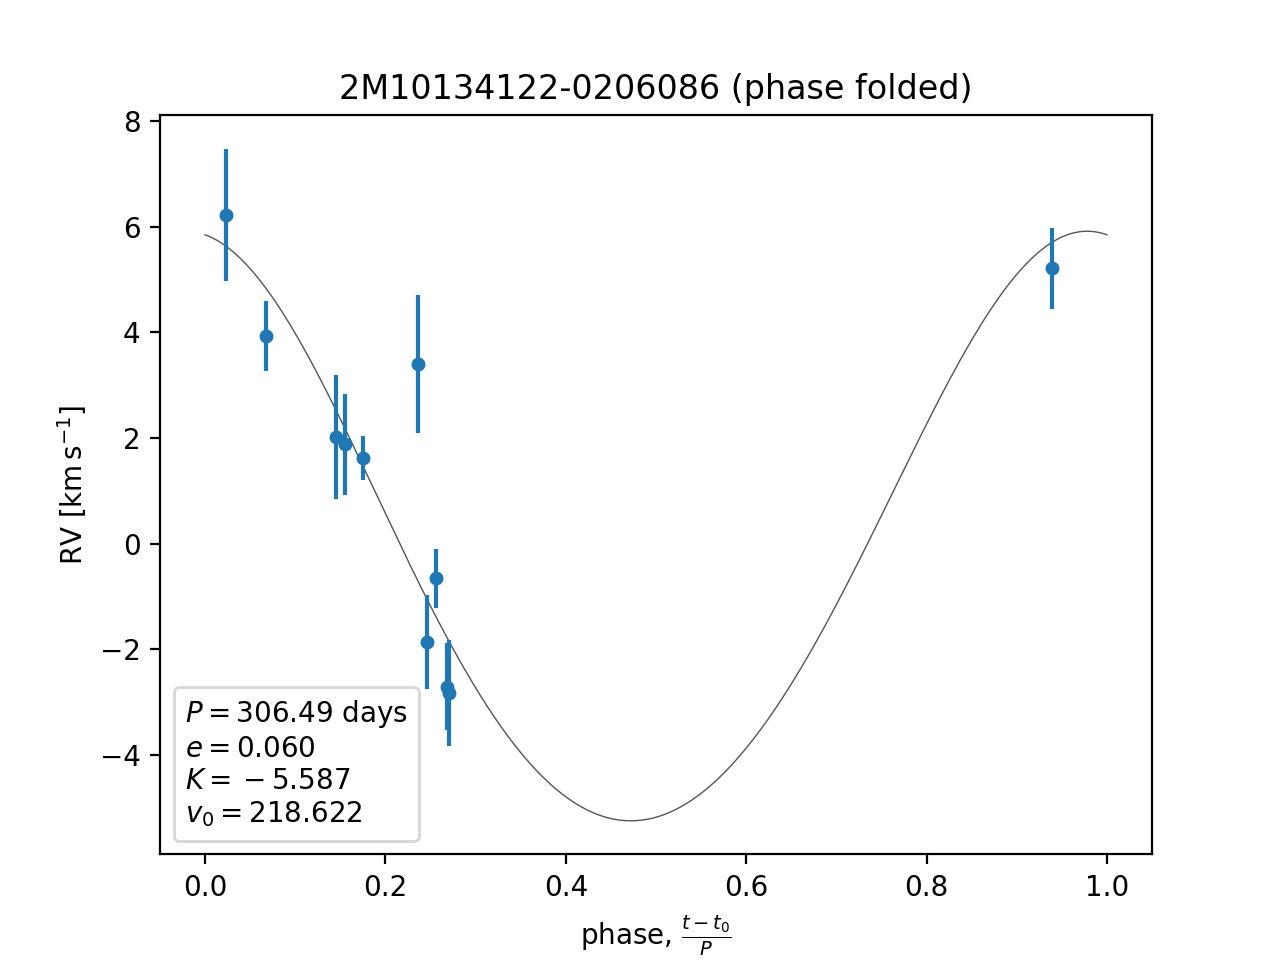 2M10134122-0206086 (phase folded)
8
6
4
2
0
−2
−4
RV [km s⁻¹]
P = 306.49 days
e = 0.060
K = −5.587
v₀ = 218.622
0.0 0.2 0.4 0.6 0.8 1.0
phase, (t − t₀)/P